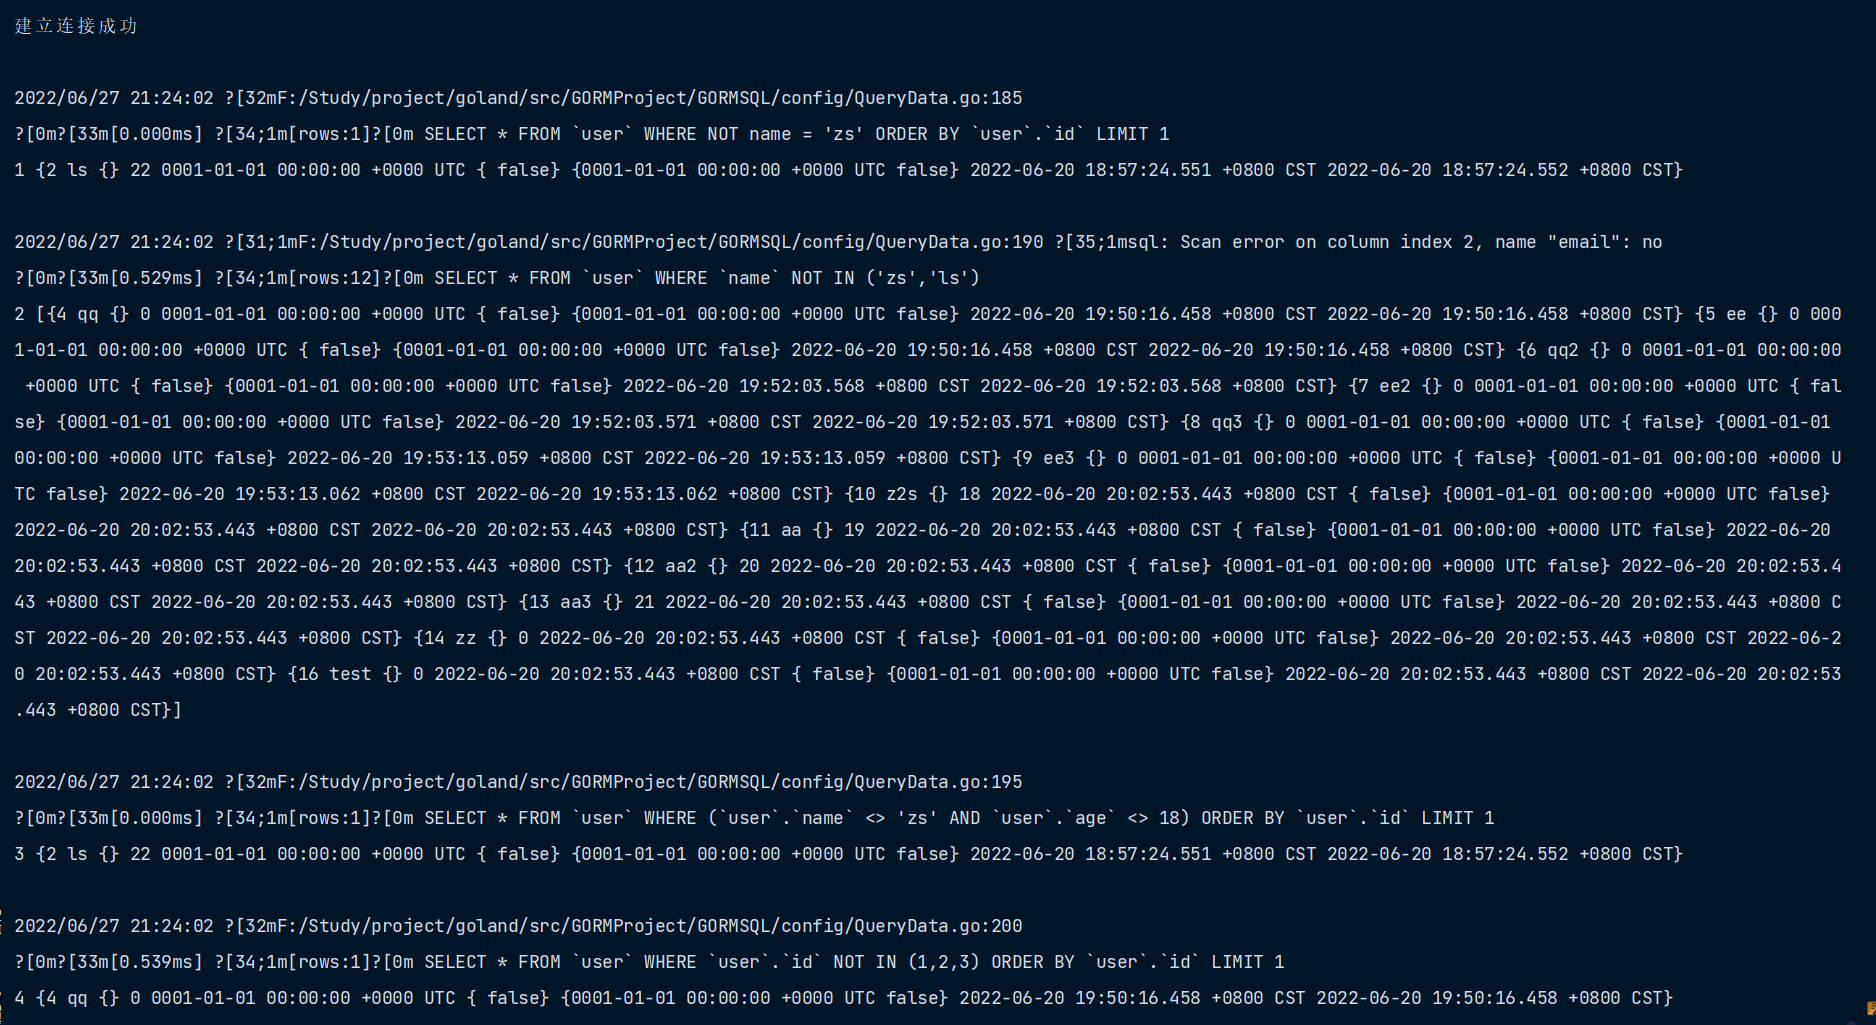 建立连接成功
2022/06/27 21:24:02 ?[32mF:/Study/project/goland/src/GORMProject/GORMSQL/config/QueryData.go:185
?[0m?[33m[0.000ms] ?[34;1m[rows:1]?[0m SELECT * FROM `user` WHERE NOT name = 'zs' ORDER BY `user`.`id` LIMIT 1
1 {2 ls {} 22 0001-01-01 00:00:00 +0000 UTC { false} {0001-01-01 00:00:00 +0000 UTC false} 2022-06-20 18:57:24.551 +0800 CST 2022-06-20 18:57:24.552 +0800 CST}
2022/06/27 21:24:02 ?[31;1mF:/Study/project/goland/src/GORMProject/GORMSQL/config/QueryData.go:190 ?[35;1msql: Scan error on column index 2, name "email": no
?[0m?[33m[0.529ms] ?[34;1m[rows:12]?[0m SELECT * FROM `user` WHERE `name` NOT IN ('zs','ls')
2 [{4 qq {} 0 0001-01-01 00:00:00 +0000 UTC { false} {0001-01-01 00:00:00 +0000 UTC false} 2022-06-20 19:50:16.458 +0800 CST 2022-06-20 19:50:16.458 +0800 CST} {5 ee {} 0 000
1-01-01 00:00:00 +0000 UTC { false} {0001-01-01 00:00:00 +0000 UTC false} 2022-06-20 19:50:16.458 +0800 CST 2022-06-20 19:50:16.458 +0800 CST} {6 qq2 {} 0 0001-01-01 00:00:00
 +0000 UTC { false} {0001-01-01 00:00:00 +0000 UTC false} 2022-06-20 19:52:03.568 +0800 CST 2022-06-20 19:52:03.568 +0800 CST} {7 ee2 {} 0 0001-01-01 00:00:00 +0000 UTC { fal
se} {0001-01-01 00:00:00 +0000 UTC false} 2022-06-20 19:52:03.571 +0800 CST 2022-06-20 19:52:03.571 +0800 CST} {8 qq3 {} 0 0001-01-01 00:00:00 +0000 UTC { false} {0001-01-01
00:00:00 +0000 UTC false} 2022-06-20 19:53:13.059 +0800 CST 2022-06-20 19:53:13.059 +0800 CST} {9 ee3 {} 0 0001-01-01 00:00:00 +0000 UTC { false} {0001-01-01 00:00:00 +0000 U
TC false} 2022-06-20 19:53:13.062 +0800 CST 2022-06-20 19:53:13.062 +0800 CST} {10 z2s {} 18 2022-06-20 20:02:53.443 +0800 CST { false} {0001-01-01 00:00:00 +0000 UTC false}
2022-06-20 20:02:53.443 +0800 CST 2022-06-20 20:02:53.443 +0800 CST} {11 aa {} 19 2022-06-20 20:02:53.443 +0800 CST { false} {0001-01-01 00:00:00 +0000 UTC false} 2022-06-20
20:02:53.443 +0800 CST 2022-06-20 20:02:53.443 +0800 CST} {12 aa2 {} 20 2022-06-20 20:02:53.443 +0800 CST { false} {0001-01-01 00:00:00 +0000 UTC false} 2022-06-20 20:02:53.4
43 +0800 CST 2022-06-20 20:02:53.443 +0800 CST} {13 aa3 {} 21 2022-06-20 20:02:53.443 +0800 CST { false} {0001-01-01 00:00:00 +0000 UTC false} 2022-06-20 20:02:53.443 +0800 C
ST 2022-06-20 20:02:53.443 +0800 CST} {14 zz {} 0 2022-06-20 20:02:53.443 +0800 CST { false} {0001-01-01 00:00:00 +0000 UTC false} 2022-06-20 20:02:53.443 +0800 CST 2022-06-2
0 20:02:53.443 +0800 CST} {16 test {} 0 2022-06-20 20:02:53.443 +0800 CST { false} {0001-01-01 00:00:00 +0000 UTC false} 2022-06-20 20:02:53.443 +0800 CST 2022-06-20 20:02:53
.443 +0800 CST}]
2022/06/27 21:24:02 ?[32mF:/Study/project/goland/src/GORMProject/GORMSQL/config/QueryData.go:195
?[0m?[33m[0.000ms] ?[34;1m[rows:1]?[0m SELECT * FROM `user` WHERE (`user`.`name` <> 'zs' AND `user`.`age` <> 18) ORDER BY `user`.`id` LIMIT 1
3 {2 ls {} 22 0001-01-01 00:00:00 +0000 UTC { false} {0001-01-01 00:00:00 +0000 UTC false} 2022-06-20 18:57:24.551 +0800 CST 2022-06-20 18:57:24.552 +0800 CST}
2022/06/27 21:24:02 ?[32mF:/Study/project/goland/src/GORMProject/GORMSQL/config/QueryData.go:200
?[0m?[33m[0.539ms] ?[34;1m[rows:1]?[0m SELECT * FROM `user` WHERE `user`.`id` NOT IN (1,2,3) ORDER BY `user`.`id` LIMIT 1
4 {4 qq {} 0 0001-01-01 00:00:00 +0000 UTC { false} {0001-01-01 00:00:00 +0000 UTC false} 2022-06-20 19:50:16.458 +0800 CST 2022-06-20 19:50:16.458 +0800 CST}